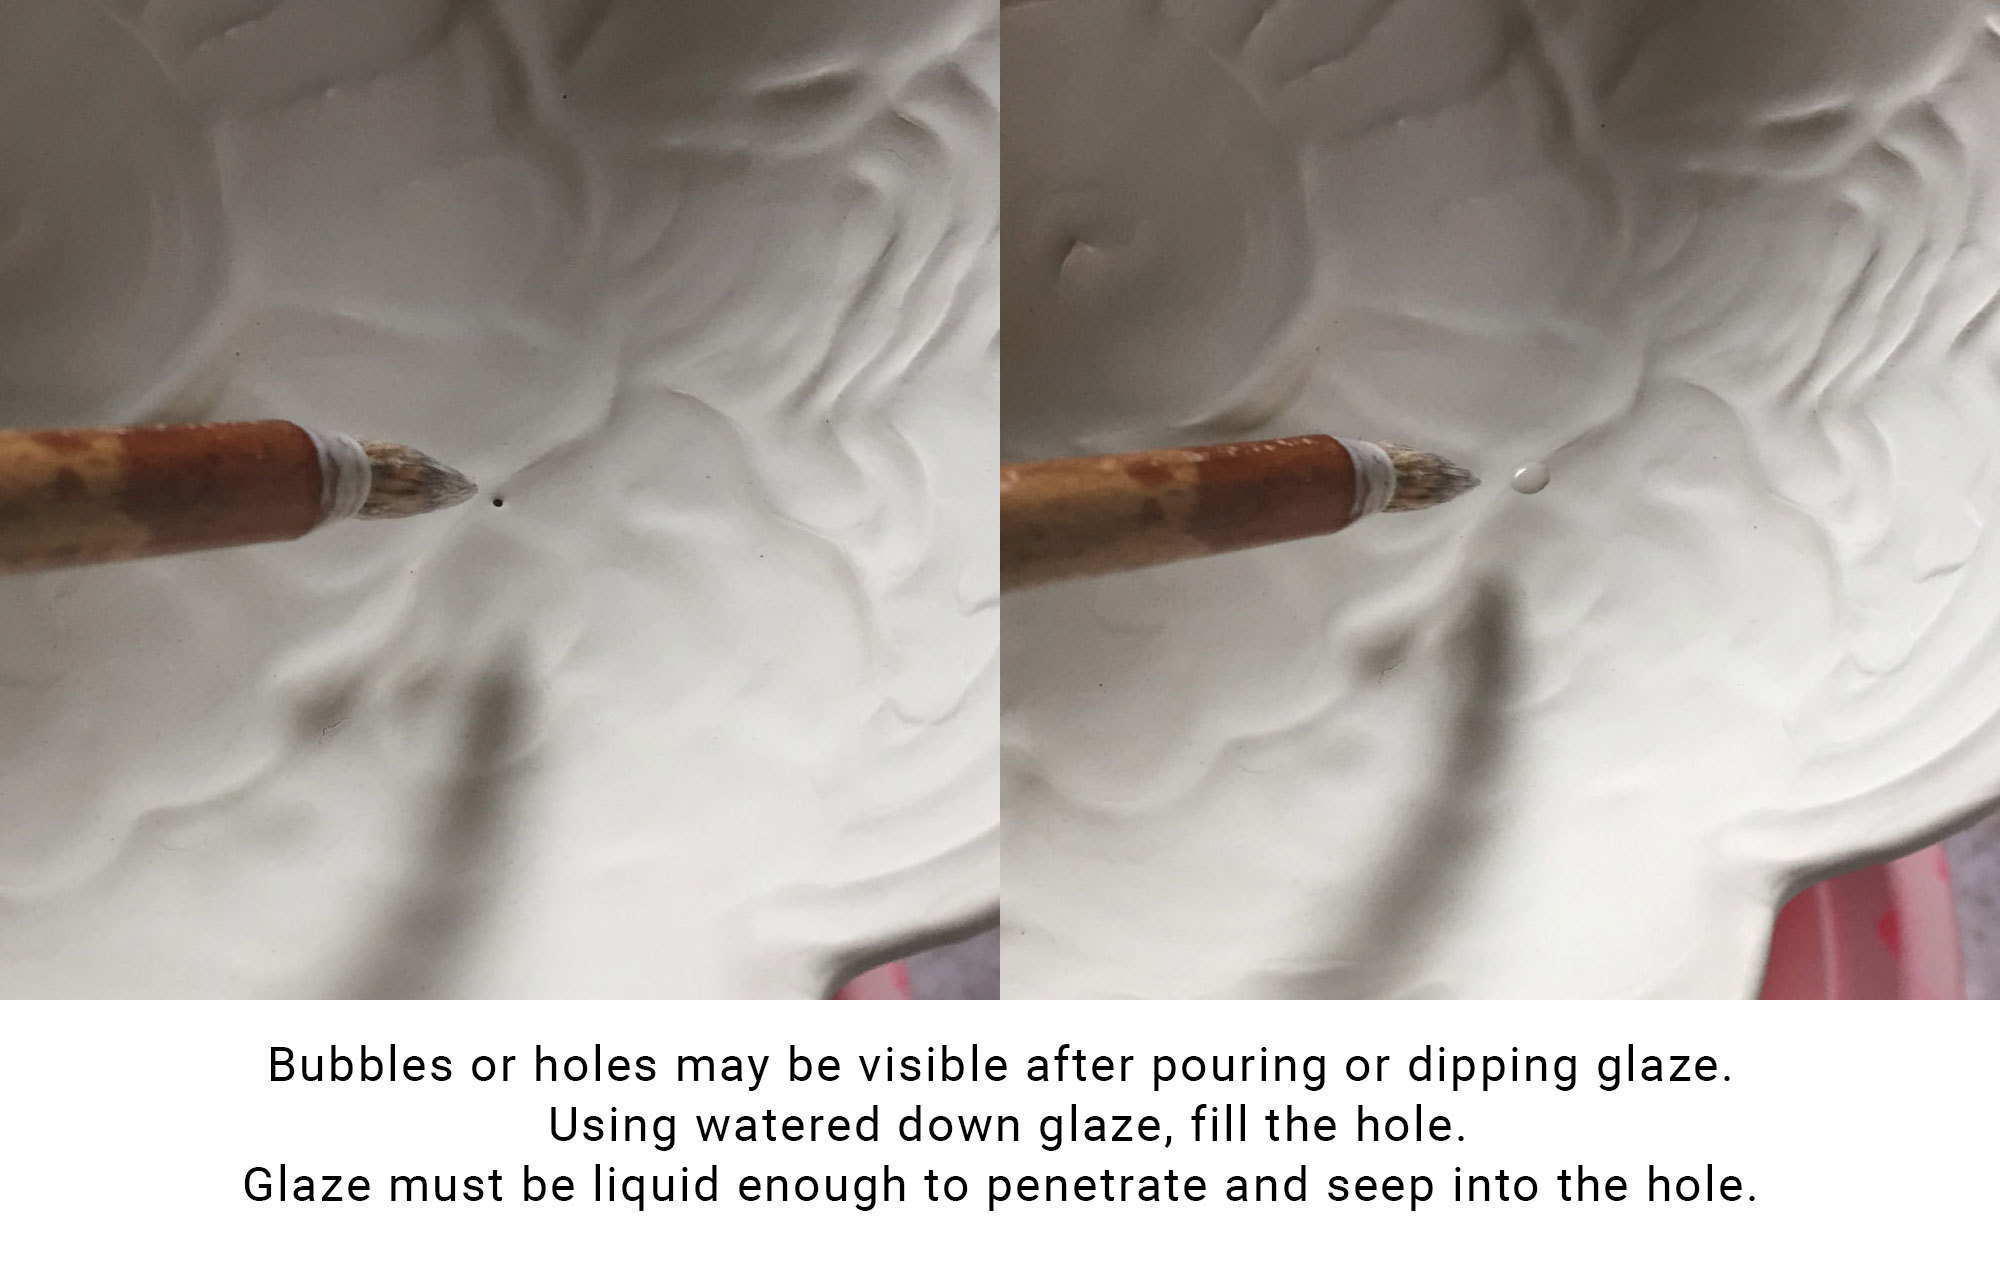 Bubbles or holes may be visible after pouring or dipping glaze.
Using watered down glaze, fill the hole.
Glaze must be liquid enough to penetrate and seep into the hole.